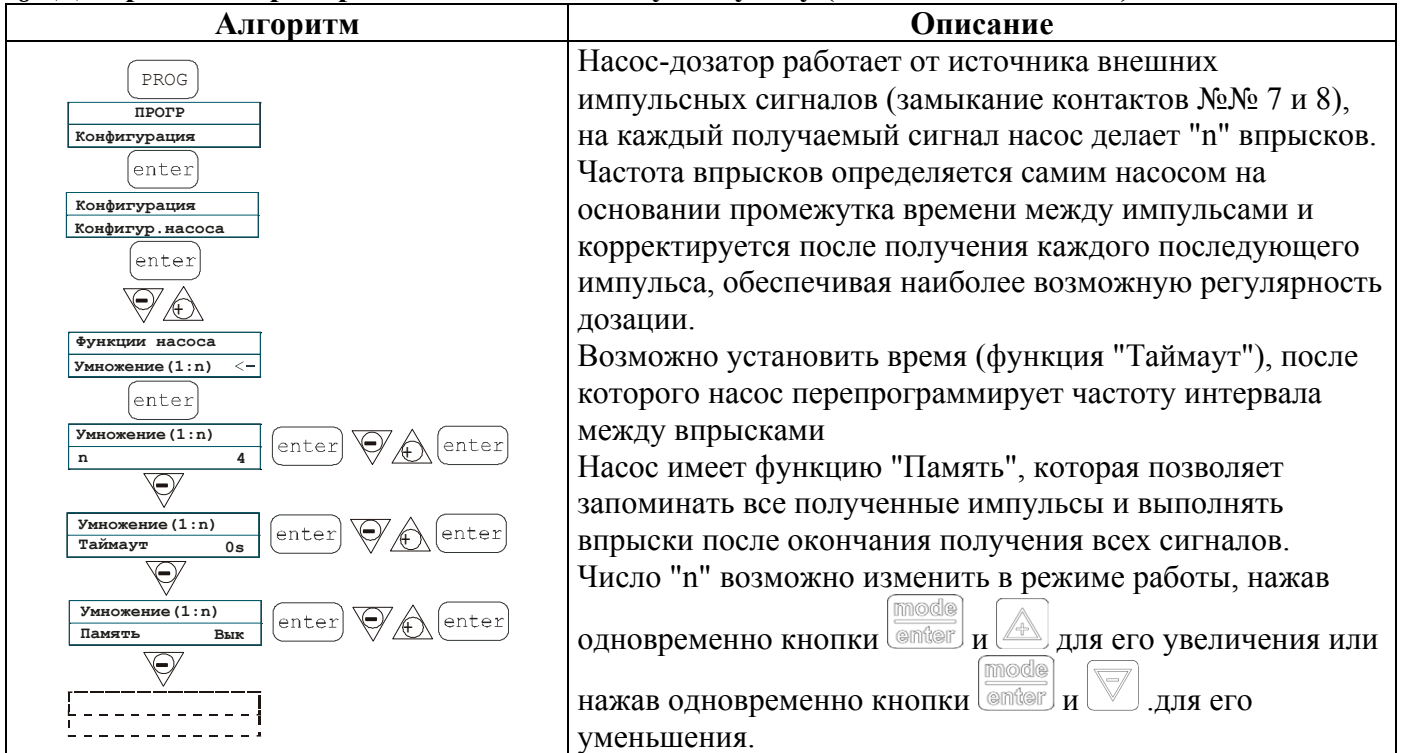 Алгоритм
Описание
PROG
ПРОГР
Конфигурация
enter
Конфигурация
Конфигур.насоса
enter
- +
Функции насоса
Умножение(1:n) <-
enter
Умножение(1:n)
n 4
enter - + enter
-
Умножение(1:n)
Таймаут 0s
enter - + enter
-
Умножение(1:n)
Память Вык
enter - + enter
-
Насос-дозатор работает от источника внешних
импульсных сигналов (замыкание контактов №№ 7 и 8),
на каждый получаемый сигнал насос делает "n" впрысков.
Частота впрысков определяется самим насосом на
основании промежутка времени между импульсами и
корректируется после получения каждого последующего
импульса, обеспечивая наиболее возможную регулярность
дозации.
Возможно установить время (функция "Таймаут"), после
которого насос перепрограммирует частоту интервала
между впрысками
Насос имеет функцию "Память", которая позволяет
запоминать все полученные импульсы и выполнять
впрыски после окончания получения всех сигналов.
Число "n" возможно изменить в режиме работы, нажав
одновременно кнопки mode enter и + для его увеличения или
нажав одновременно кнопки mode enter и - .для его
уменьшения.